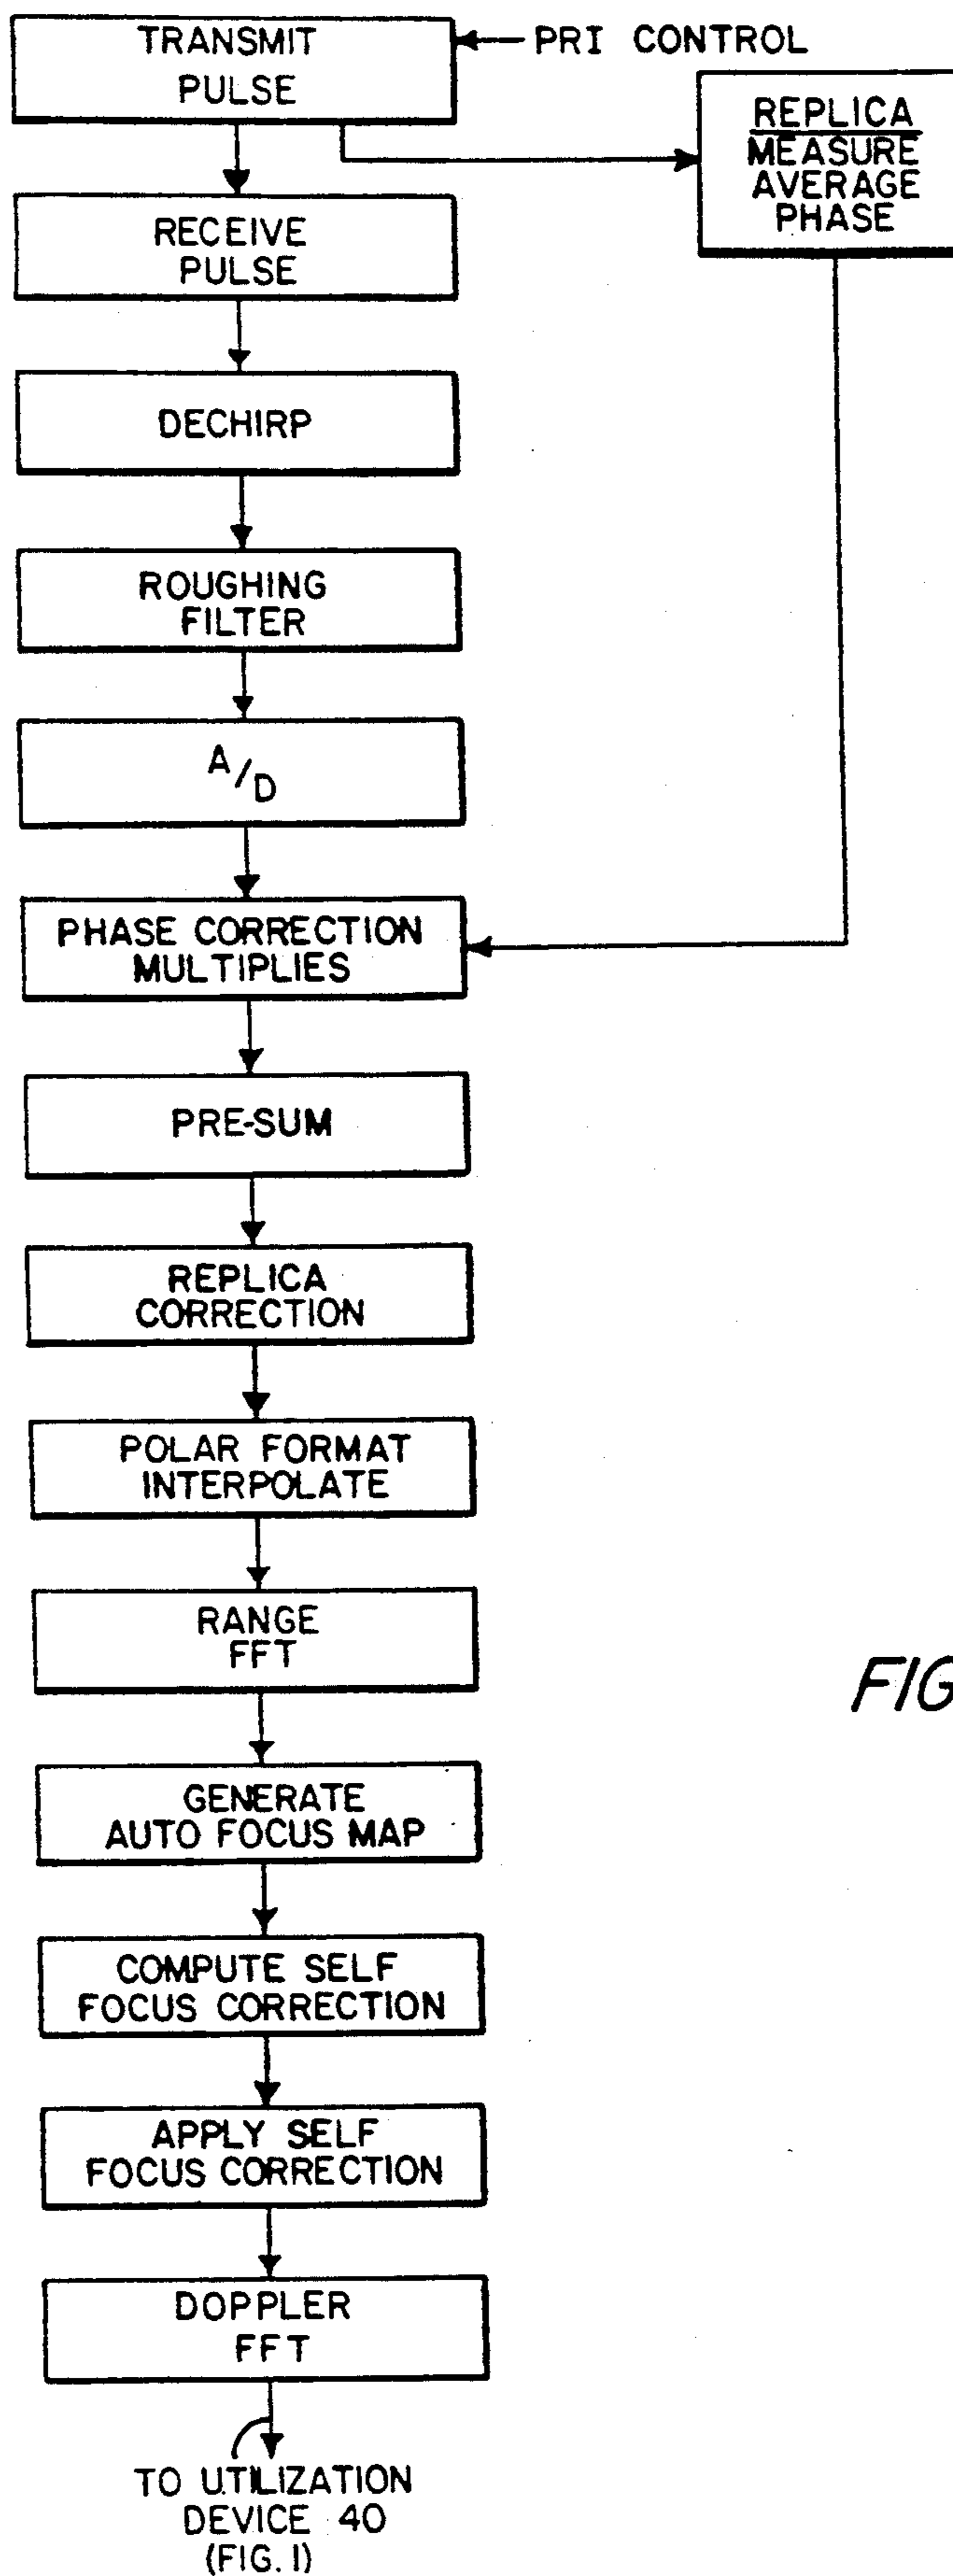 TRANSMIT
PULSE
PRI CONTROL
REPLICA
MEASURE
AVERAGE
PHASE
RECEIVE
PULSE
DECHIRP
ROUGHING
FILTER
A/D
PHASE CORRECTION
MULTIPLIES
PRE-SUM
REPLICA
CORRECTION
POLAR FORMAT
INTERPOLATE
RANGE
FFT
FIG
GENERATE
AUTO FOCUS MAP
COMPUTE SELF
FOCUS CORRECTION
APPLY SELF
FOCUS CORRECTION
DOPPLER
FFT
TO UTILIZATION
DEVICE 40
(FIG. 1)